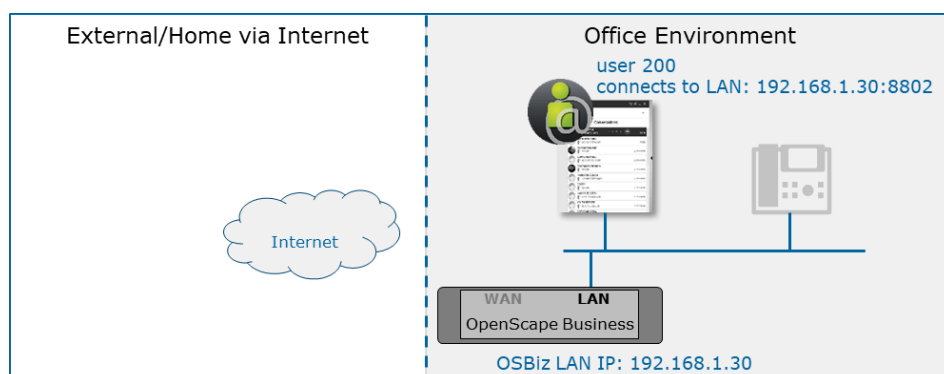 External/Home via Internet
Office Environment
user 200
connects to LAN: 192.168.1.30:8802
@
Internet
WAN
LAN
OpenScape Business
OSBiz LAN IP: 192.168.1.30